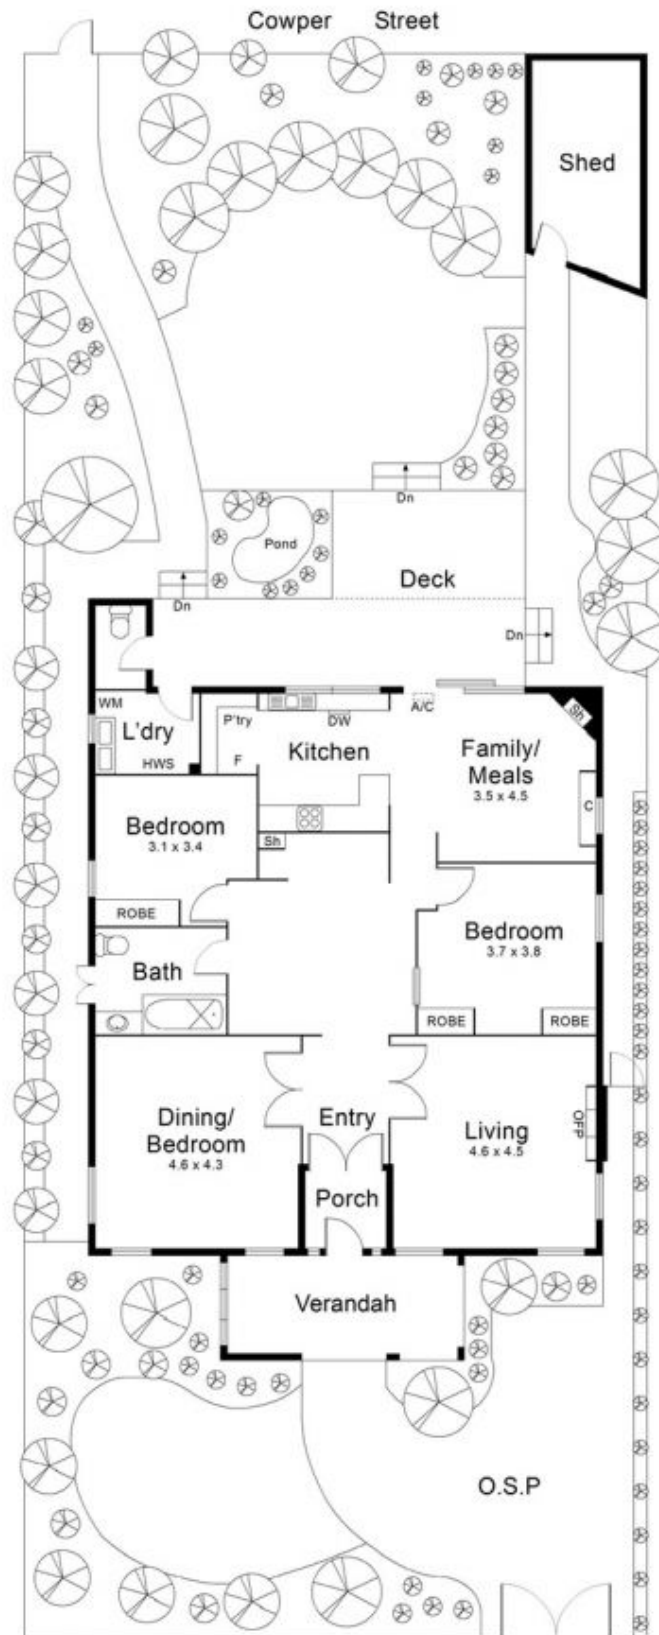 Cowper Street
Shed
Dn
Pond
Deck
Dn
Dn
WM
L'dry
HWS
P'try
F
DW
Kitchen
A/C
Family/
Meals
3.5 x 4.5
Sh
C
Bedroom
3.1 x 3.4
ROBE
Sh
Bedroom
3.7 x 3.8
ROBE
ROBE
Bath
Dining/
Bedroom
4.6 x 4.3
Entry
Living
4.6 x 4.5
OFP
Porch
Verandah
O.S.P